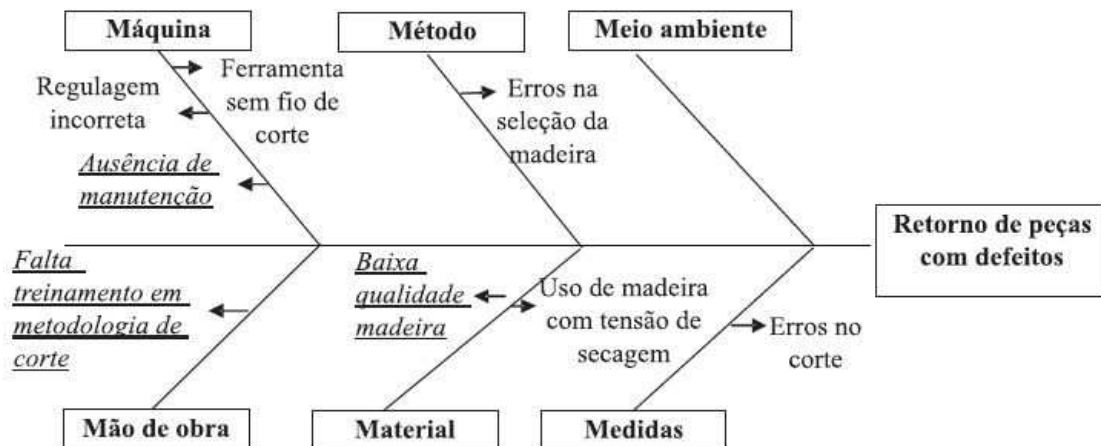 Máquina
Método
Meio ambiente
Ferramenta
sem fio de
corte
Regulagem
incorreta
Ausência de
manutenção
Erros na
seleção da
madeira
Retorno de peças
com defeitos
Falta
treinamento em
metodologia de
corte
Baixa
qualidade
madeira
Uso de madeira
com tensão de
secagem
Erros no
corte
Mão de obra
Material
Medidas